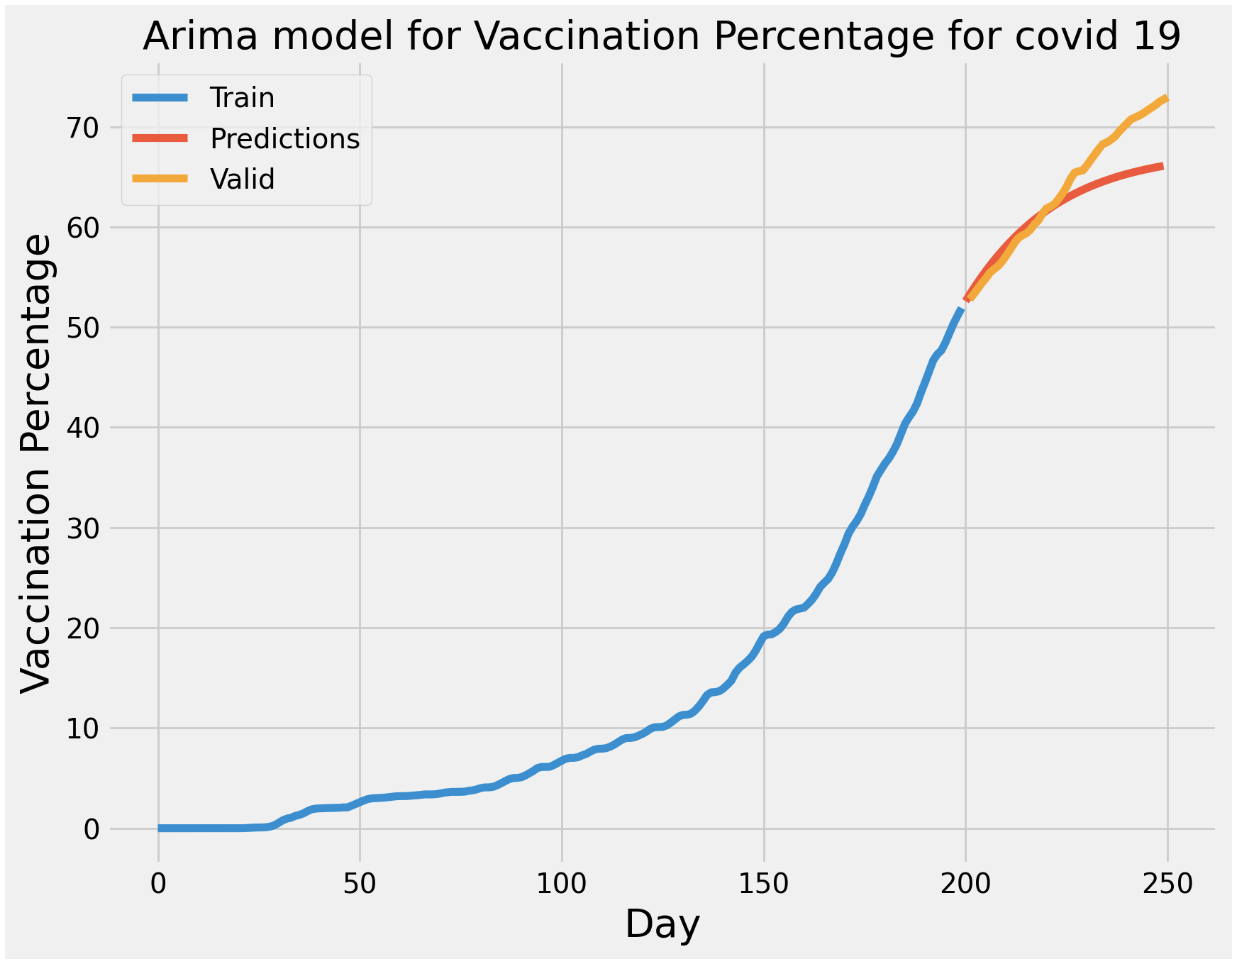 Arima model for Vaccination Percentage for covid 19
Train
Predictions
Valid
70
60
50
40
30
20
10
0
Vaccination Percentage
0 50 100 150 200 250
Day